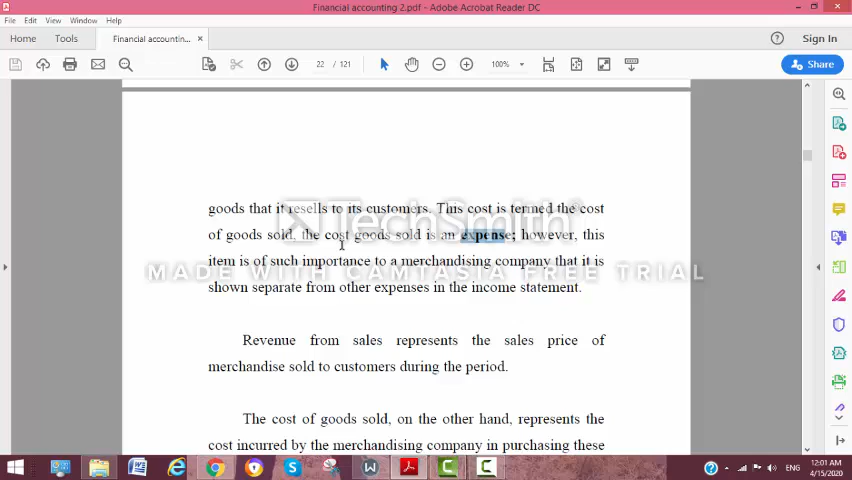 Financial accounting 2.pdf - Adobe Acrobat Reader DC
File Edit View Window Help
Home Tools Financial accountin... × Sign In
22 / 121 100% Share
goods that it resells to its customers. This cost is termed the cost
of goods sold, the cost goods sold is an expense; however, this
item is of such importance to a merchandising company that it is
shown separate from other expenses in the income statement.
TechSmith
MADE WITH CAMTASIA FREE TRIAL
Revenue from sales represents the sales price of
merchandise sold to customers during the period.
The cost of goods sold, on the other hand, represents the
cost incurred by the merchandising company in purchasing these
ENG 12:01 AM
4/15/2020